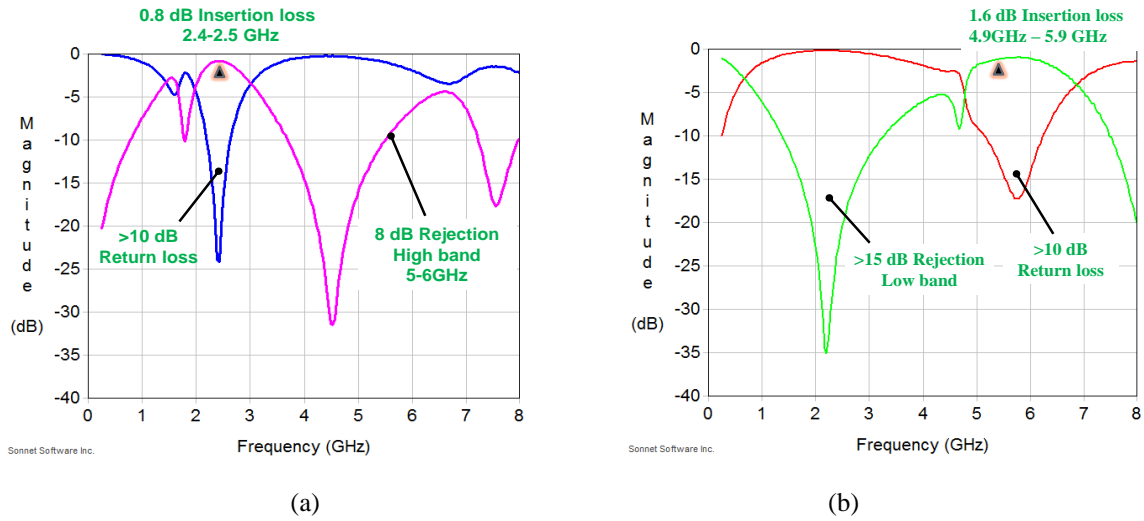 0.8 dB Insertion loss
2.4-2.5 GHz
0
-5
-10
-15
-20
-25
-30
-35
-40
Magnitude
(dB)
>10 dB
Return loss
8 dB Rejection
High band
5-6GHz
0 1 2 3 4 5 6 7 8
Frequency (GHz)
Sonnet Software Inc.
(a)
1.6 dB Insertion loss
4.9GHz – 5.9 GHz
0
-5
-10
-15
-20
-25
-30
-35
-40
Magnitude
(dB)
>15 dB Rejection
Low band
>10 dB
Return loss
0 1 2 3 4 5 6 7 8
Frequency (GHz)
Sonnet Software Inc.
(b)